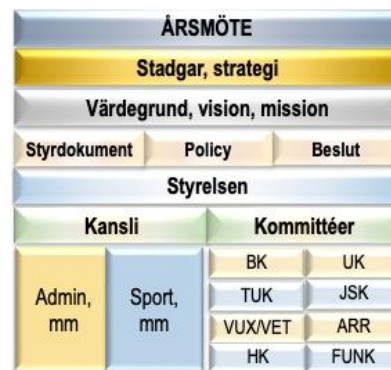 ÅRSMÖTE
Stadgar, strategi
Värdegrund, vision, mission
Styrdokument Policy Beslut
Styrelsen
Kansli Kommittéer
Admin, mm
Sport, mm
BK UK
TUK JSK
VUX/VET ARR
HK FUNK